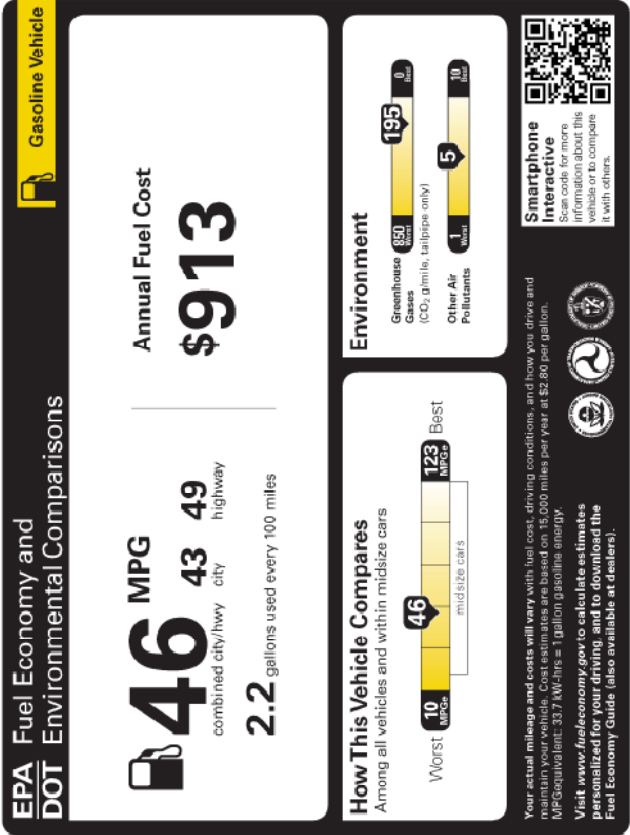 EPA
DOT
Fuel Economy and
Environmental Comparisons
Gasoline Vehicle
46 MPG
combined city/hwy
43
city
49
highway
2.2 gallons used every 100 miles
Annual Fuel Cost
$913
How This Vehicle Compares
Among all vehicles and within midsize cars
Worst
10
MPGe
46
123
MPGe
Best
midsize cars
Environment
Greenhouse
Gases
(CO2 g/mile, tailpipe only)
850
Worst
195
0
Best
Other Air
Pollutants
1
Worst
5
10
Best
Your actual mileage and costs will vary with fuel cost, driving conditions, and how you drive and
maintain your vehicle. Cost estimates are based on 15,000 miles per year at $2.80 per gallon.
MPGequivalent: 33.7 kW-hrs = 1 gallon gasoline energy.
Visit www.fueleconomy.gov to calculate estimates
personalized for your driving, and to download the
Fuel Economy Guide (also available at dealers).
Smartphone
Interactive
Scan code for more
information about this
vehicle or to compare
it with others.